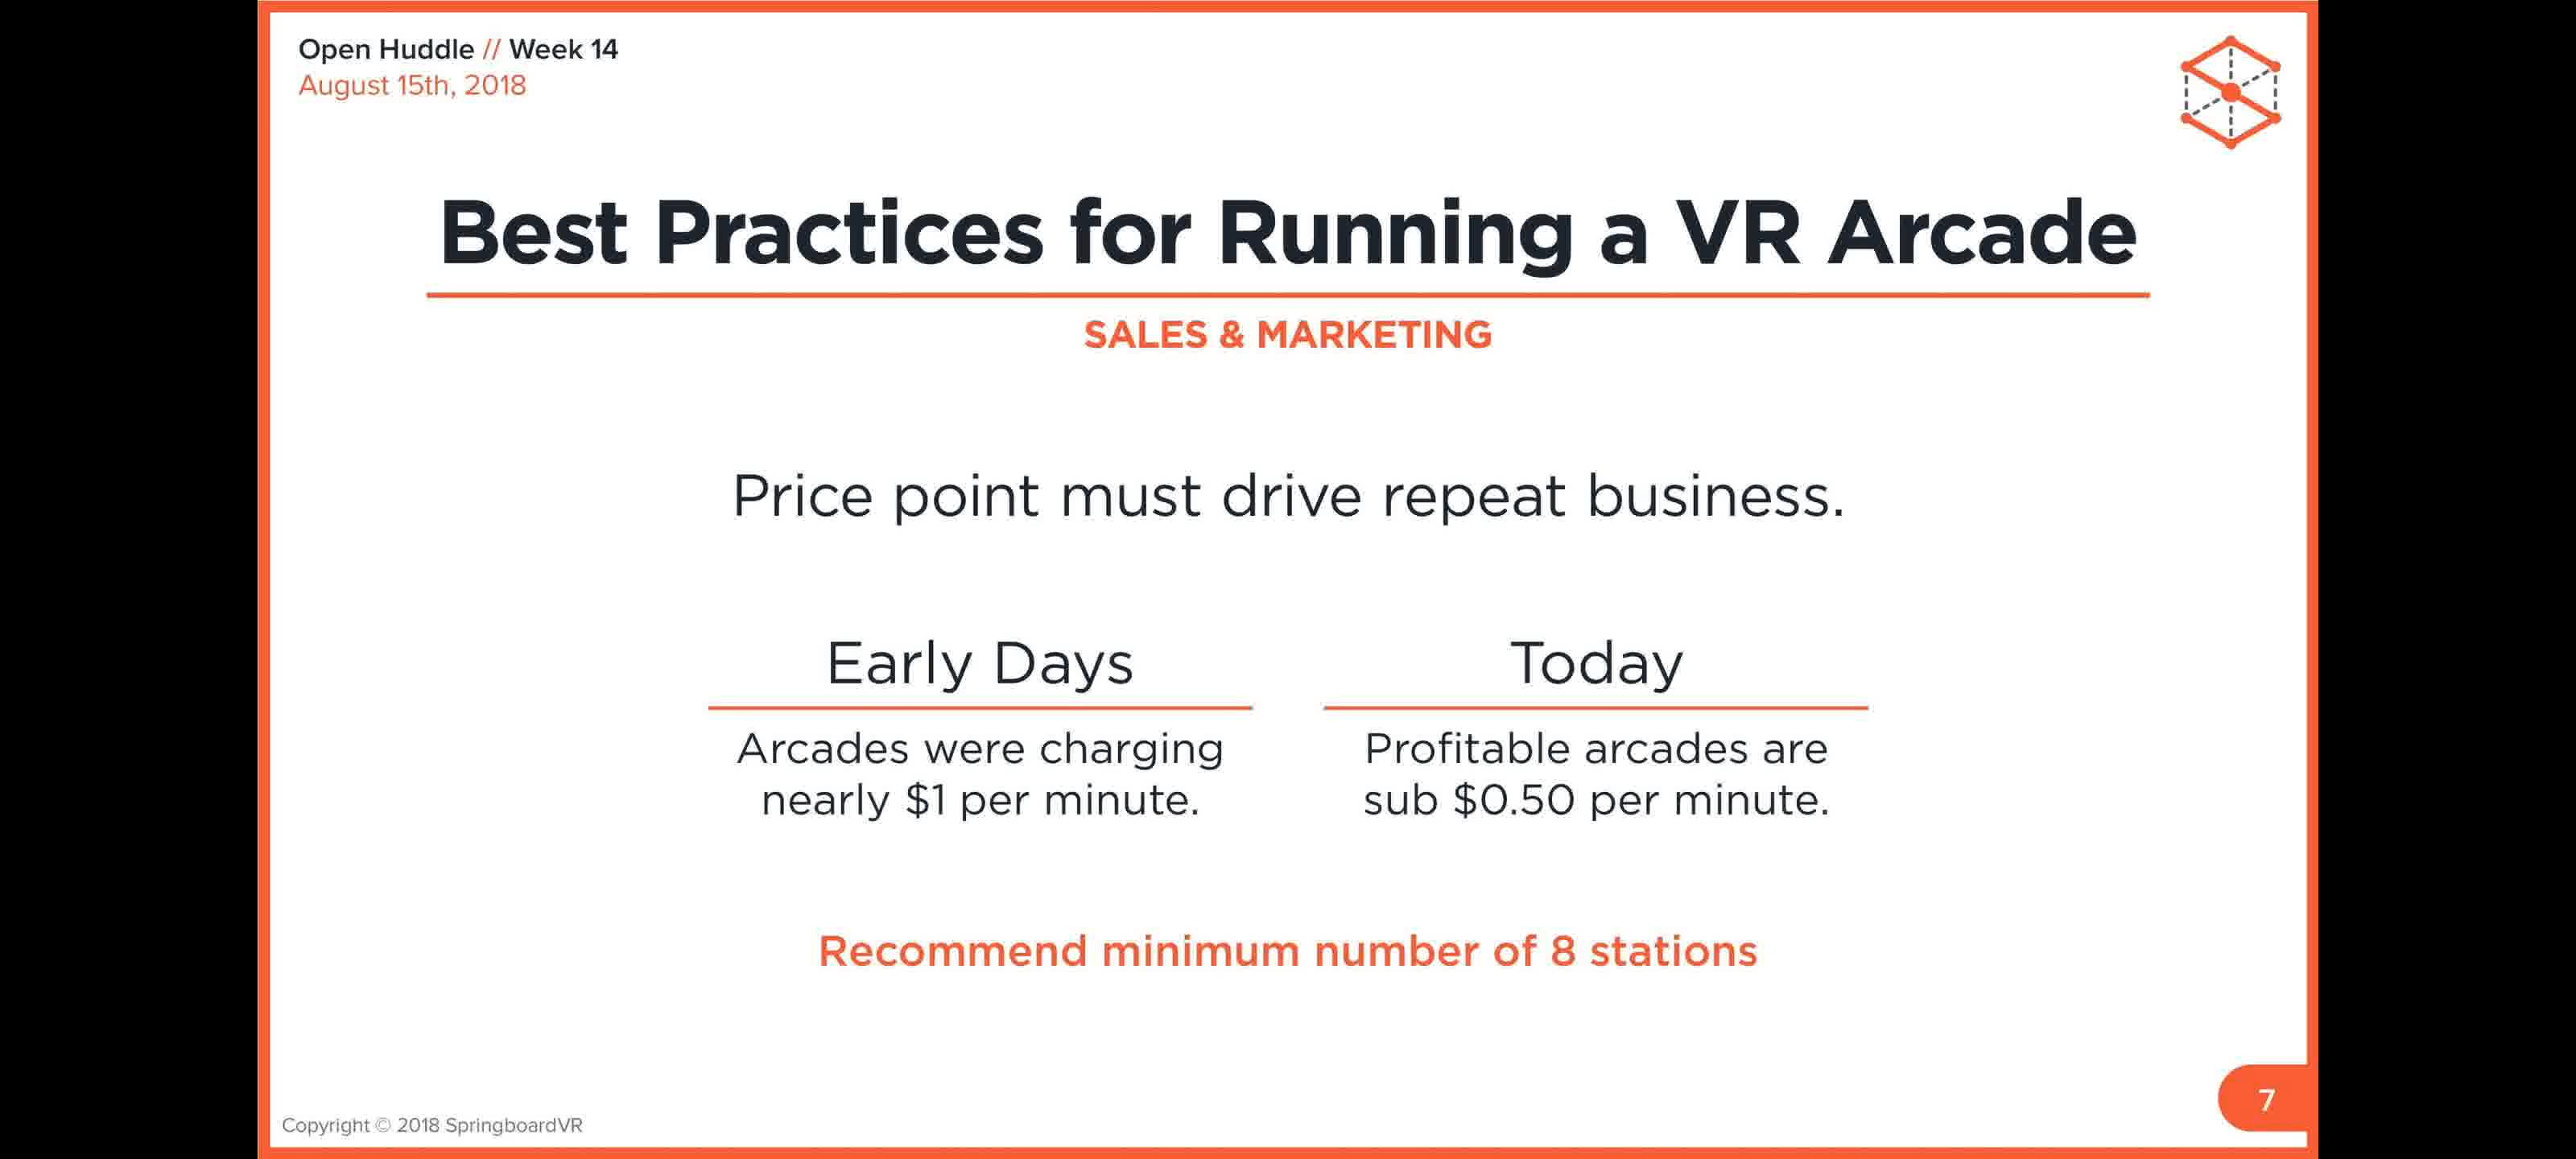 Open Huddle // Week 14
August 15th, 2018
Best Practices for Running a VR Arcade
SALES & MARKETING
Price point must drive repeat business.
Early Days
Arcades were charging
nearly $1 per minute.
Today
Profitable arcades are
sub $0.50 per minute.
Recommend minimum number of 8 stations
Copyright © 2018 SpringboardVR
7